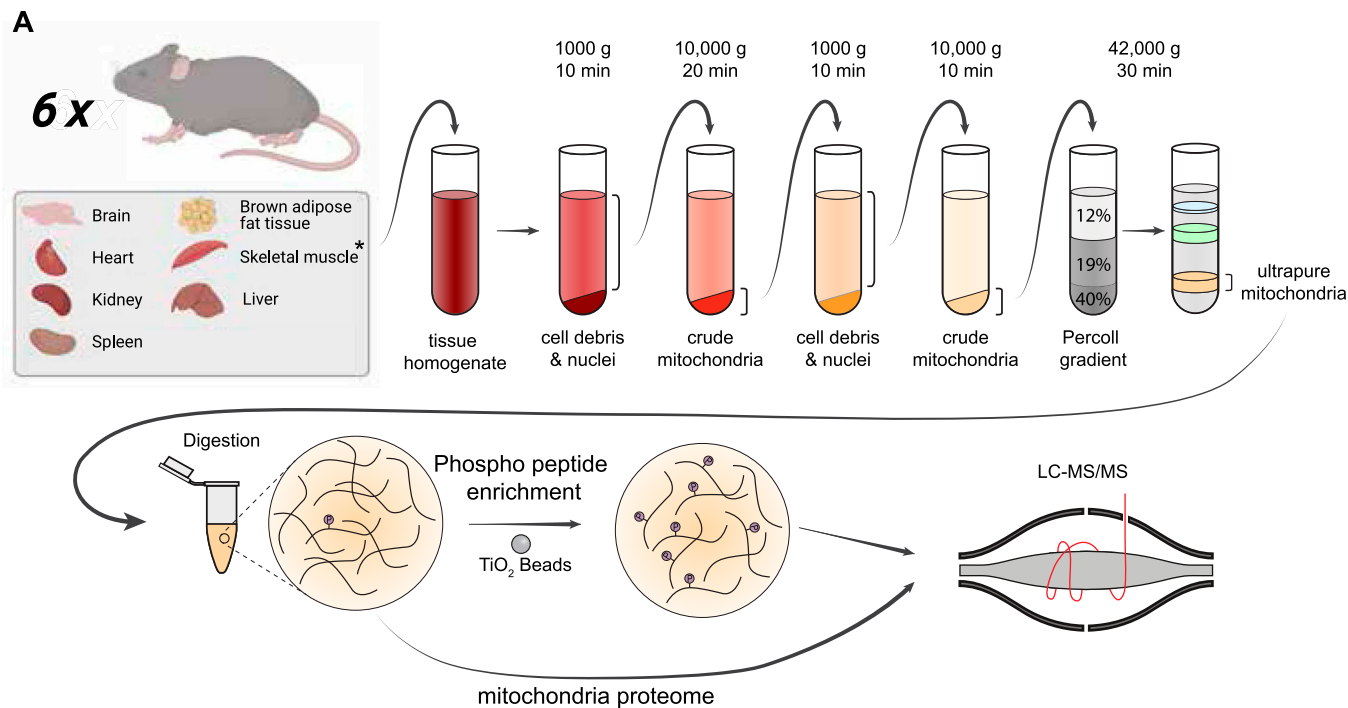 A
6x
Brain
Heart
Kidney
Spleen
Brown adipose
fat tissue
Skeletal muscle*
Liver
1000 g
10 min
10,000 g
20 min
1000 g
10 min
10,000 g
10 min
42,000 g
30 min
tissue
homogenate
cell debris
& nuclei
crude
mitochondria
cell debris
& nuclei
crude
mitochondria
12%
19%
40%
Percoll
gradient
ultrapure
mitochondria
Digestion
P
Phospho peptide
enrichment
TiO₂ Beads
P
P
P
P
P
P
P
LC-MS/MS
mitochondria proteome